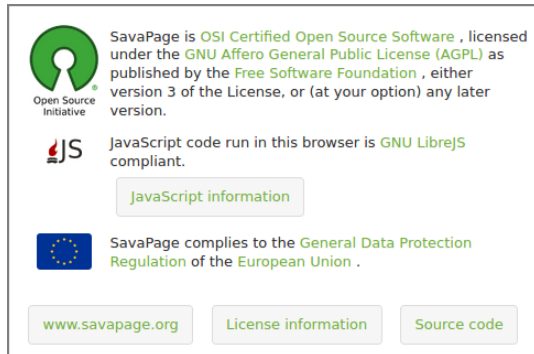 SavaPage is OSI Certified Open Source Software , licensed
under the GNU Affero General Public License (AGPL) as
published by the Free Software Foundation , either
version 3 of the License, or (at your option) any later
version.
Open Source
Initiative
®
JS
JavaScript code run in this browser is GNU LibreJS
compliant.
JavaScript information
SavaPage complies to the General Data Protection
Regulation of the European Union .
www.savapage.org
License information
Source code